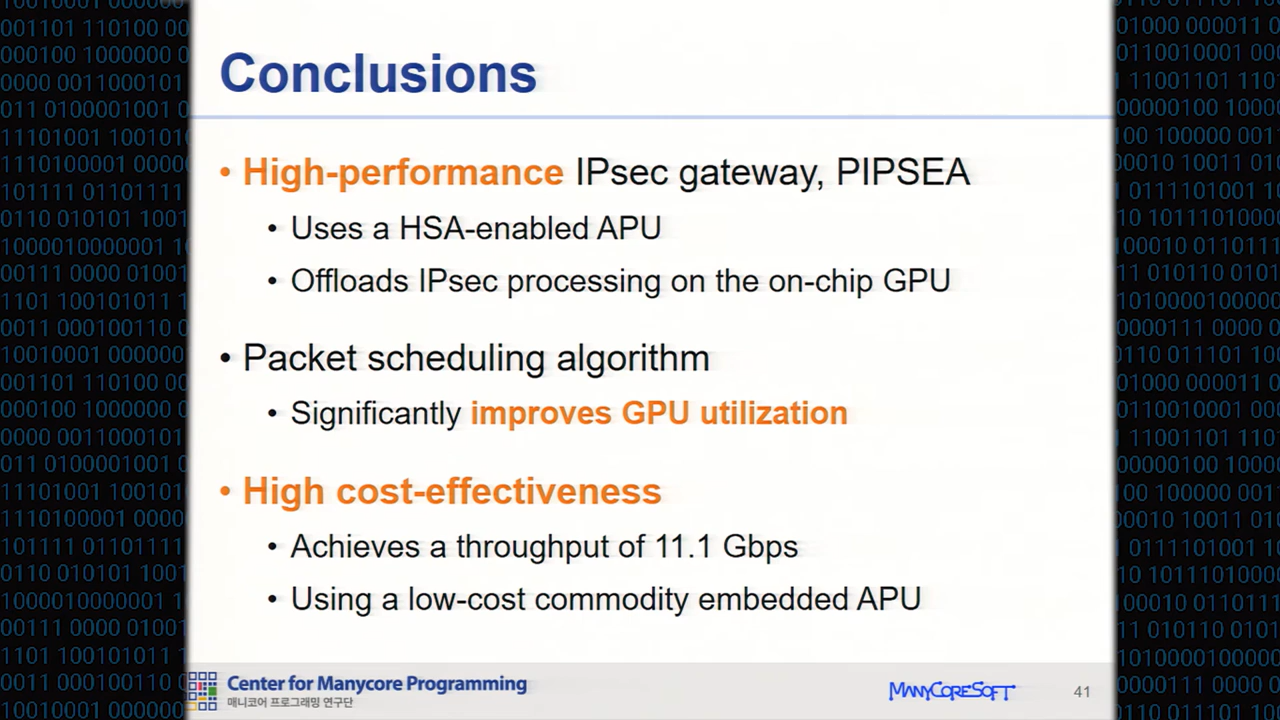 Conclusions
• High-performance IPsec gateway, PIPSEA
• Uses a HSA-enabled APU
• Offloads IPsec processing on the on-chip GPU
• Packet scheduling algorithm
• Significantly improves GPU utilization
• High cost-effectiveness
• Achieves a throughput of 11.1 Gbps
• Using a low-cost commodity embedded APU
Center for Manycore Programming
매니코어 프로그래밍 연구단
MANYCORESOFT
41